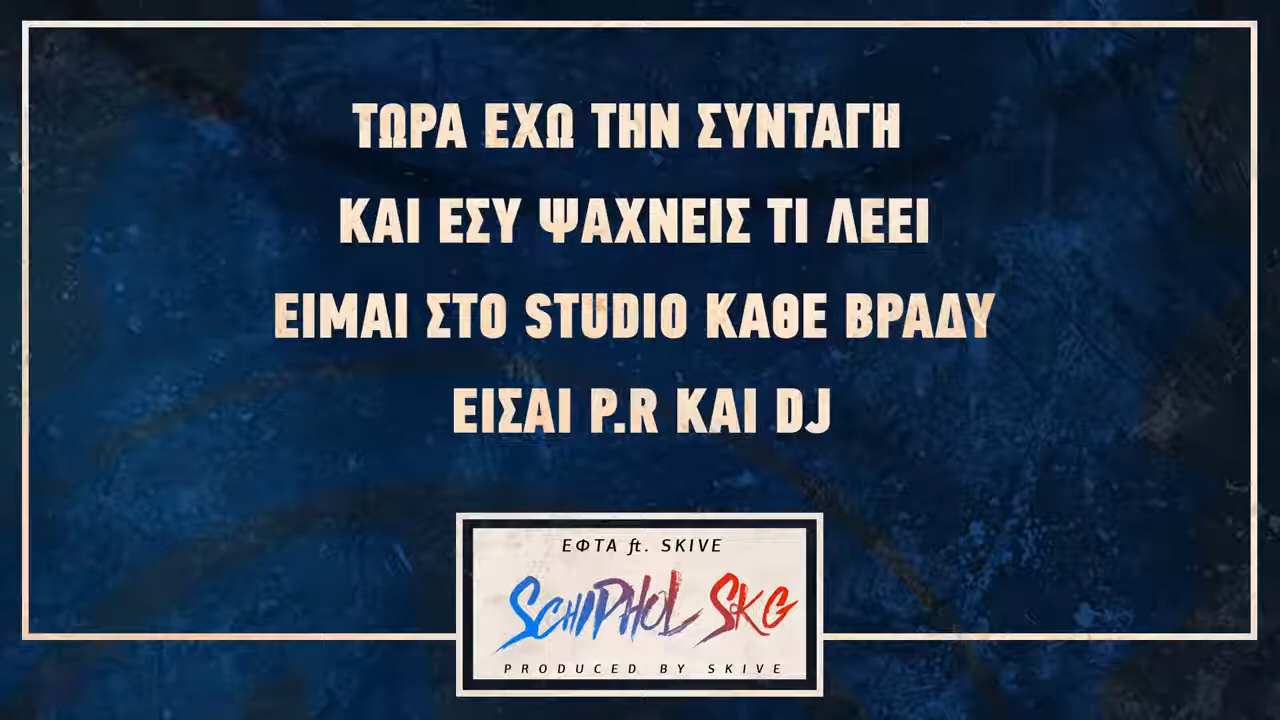 ΤΩΡΑ ΕΧΩ ΤΗΝ ΣΥΝΤΑΓΗ
ΚΑΙ ΕΣΥ ΨΑΧΝΕΙΣ ΤΙ ΛΕΕΙ
ΕΙΜΑΙ ΣΤΟ STUDIO ΚΑΘΕ ΒΡΑΔΥ
ΕΙΣΑΙ P.R ΚΑΙ DJ
ΕΦΤΑ ft. SKIVE
SCHIPHOL SKG
PRODUCED BY SKIVE